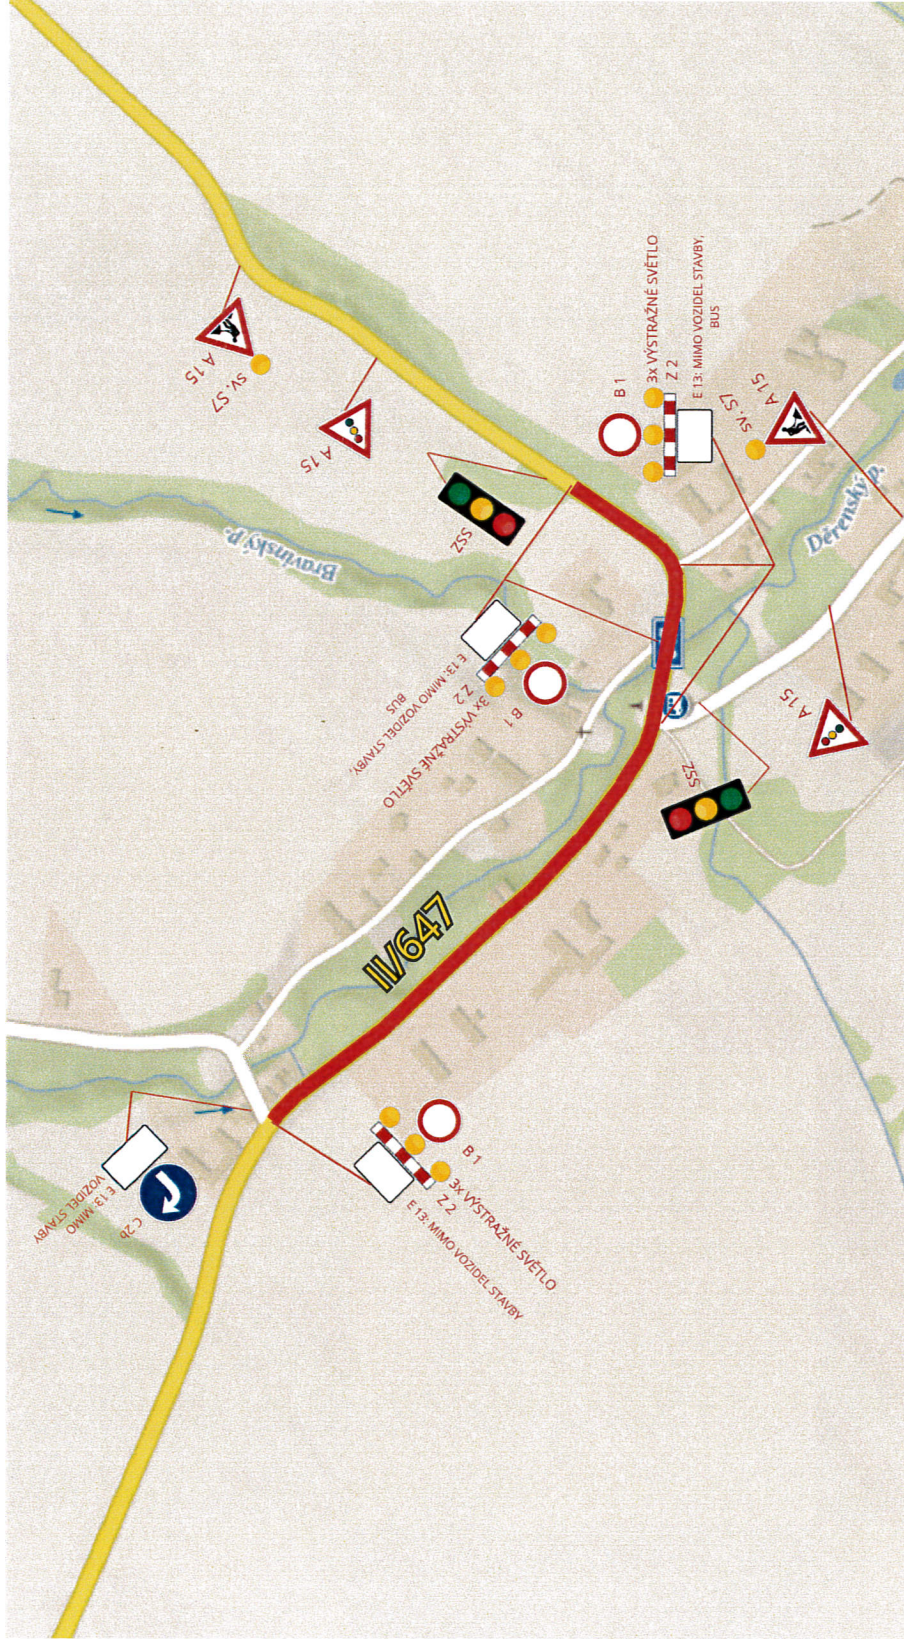 A 15
sv. S7
A 15
SSZ
B 1
3x VÝSTRAŽNÉ SVĚTLO
Z 2
E 13: MIMO VOZIDEL STAVBY,
BUS
sv. S7
A 15
Děrenský
p.
Bravinský P.
E 13: MIMO VOZIDEL STAVBY,
BUS
Z 2
3x VÝSTRAŽNÉ SVĚTLO
B 1
A 15
SSZ
II/647
E 13: MIMO
VOZIDEL STAVBY
C 2b
B 1
3x VÝSTRAŽNÉ SVĚTLO
Z 2
E 13: MIMO VOZIDEL STAVBY